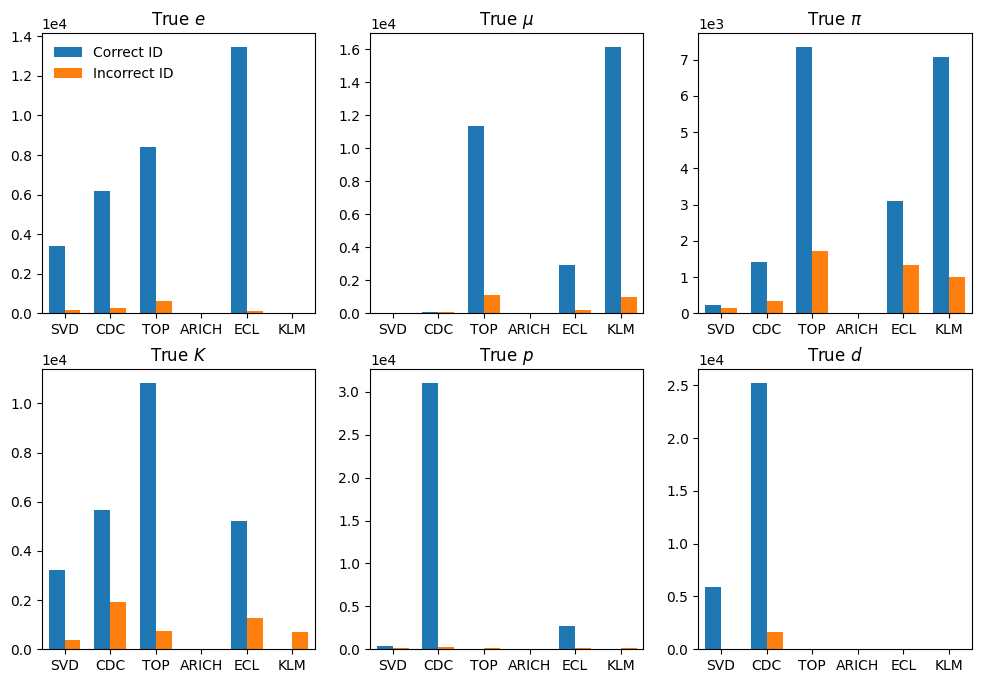 True e
1e4
1.4
1.2
1.0
0.8
0.6
0.4
0.2
0.0
Correct ID
Incorrect ID
SVD CDC TOP ARICH ECL KLM
True μ
1e4
1.6
1.4
1.2
1.0
0.8
0.6
0.4
0.2
0.0
SVD CDC TOP ARICH ECL KLM
True π
1e3
7
6
5
4
3
2
1
0
SVD CDC TOP ARICH ECL KLM
True K
1e4
1.0
0.8
0.6
0.4
0.2
0.0
SVD CDC TOP ARICH ECL KLM
True p
1e4
3.0
2.5
2.0
1.5
1.0
0.5
0.0
SVD CDC TOP ARICH ECL KLM
True d
1e4
2.5
2.0
1.5
1.0
0.5
0.0
SVD CDC TOP ARICH ECL KLM